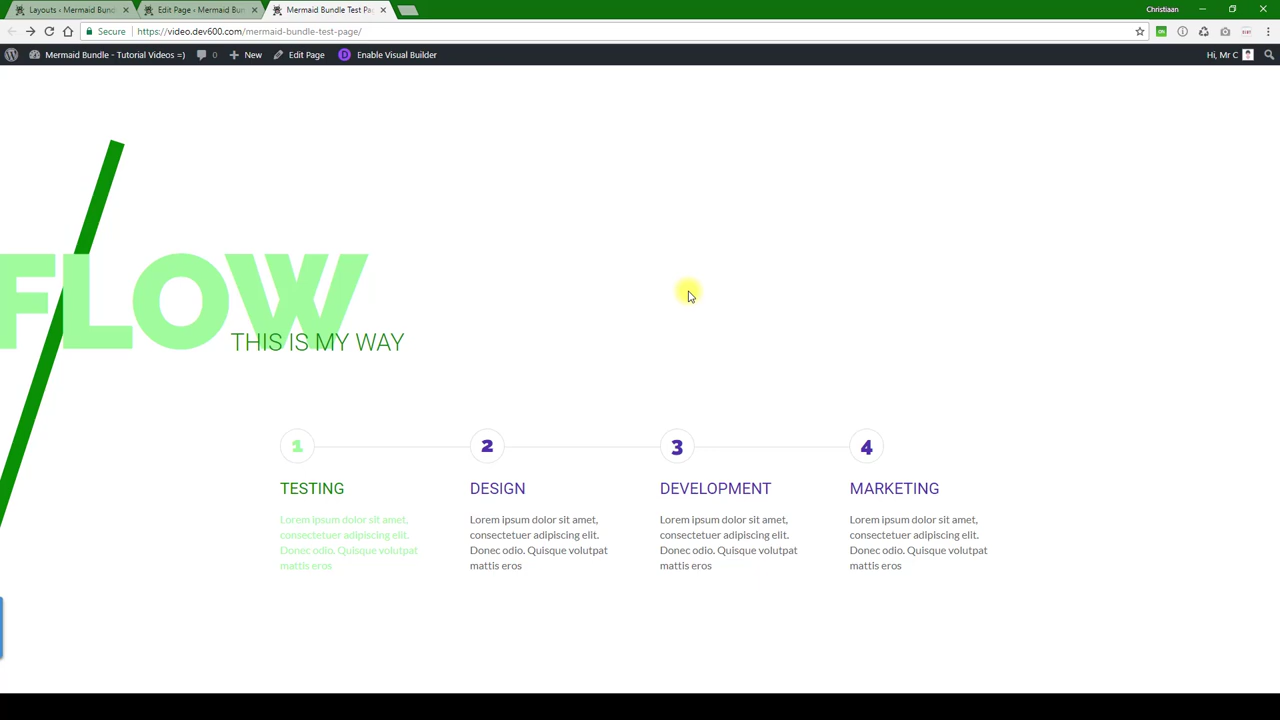 Layouts ‹ Mermaid Bund
Edit Page ‹ Mermaid Bun
Mermaid Bundle Test Pa
Christiaan
Secure
https://video.dev600.com/mermaid-bundle-test-page/
Mermaid Bundle - Tutorial Videos =)
0
New
Edit Page
Enable Visual Builder
Hi, Mr C
FLOW
THIS IS MY WAY
1
2
3
4
TESTING
DESIGN
DEVELOPMENT
MARKETING
Lorem ipsum dolor sit amet,
consectetuer adipiscing elit.
Donec odio. Quisque volutpat
mattis eros
Lorem ipsum dolor sit amet,
consectetuer adipiscing elit.
Donec odio. Quisque volutpat
mattis eros
Lorem ipsum dolor sit amet,
consectetuer adipiscing elit.
Donec odio. Quisque volutpat
mattis eros
Lorem ipsum dolor sit amet,
consectetuer adipiscing elit.
Donec odio. Quisque volutpat
mattis eros